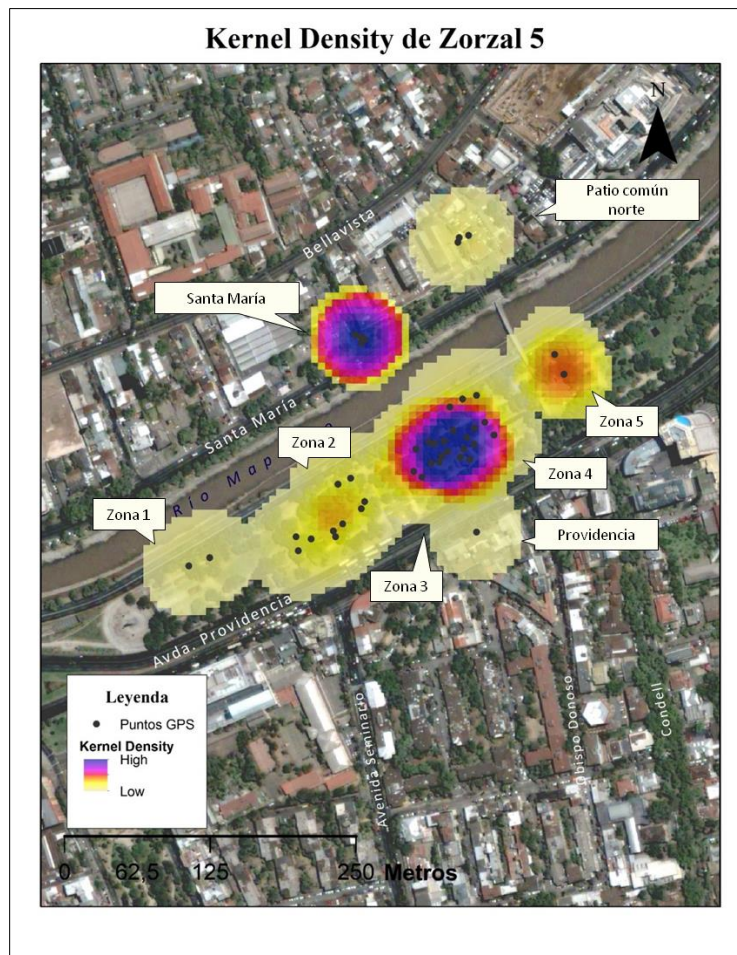 Kernel Density de Zorzal 5
N
Patio común
norte
Bellavista
Santa María
Santa María
Río Map o
Zona 2
Zona 5
Zona 4
Zona 1
Providencia
Zona 3
Avda. Providencia
Avenida Seminario
Obispo Donoso
Condell
Leyenda
Puntos GPS
Kernel Density
High
Low
0 62,5 125 250 Metros